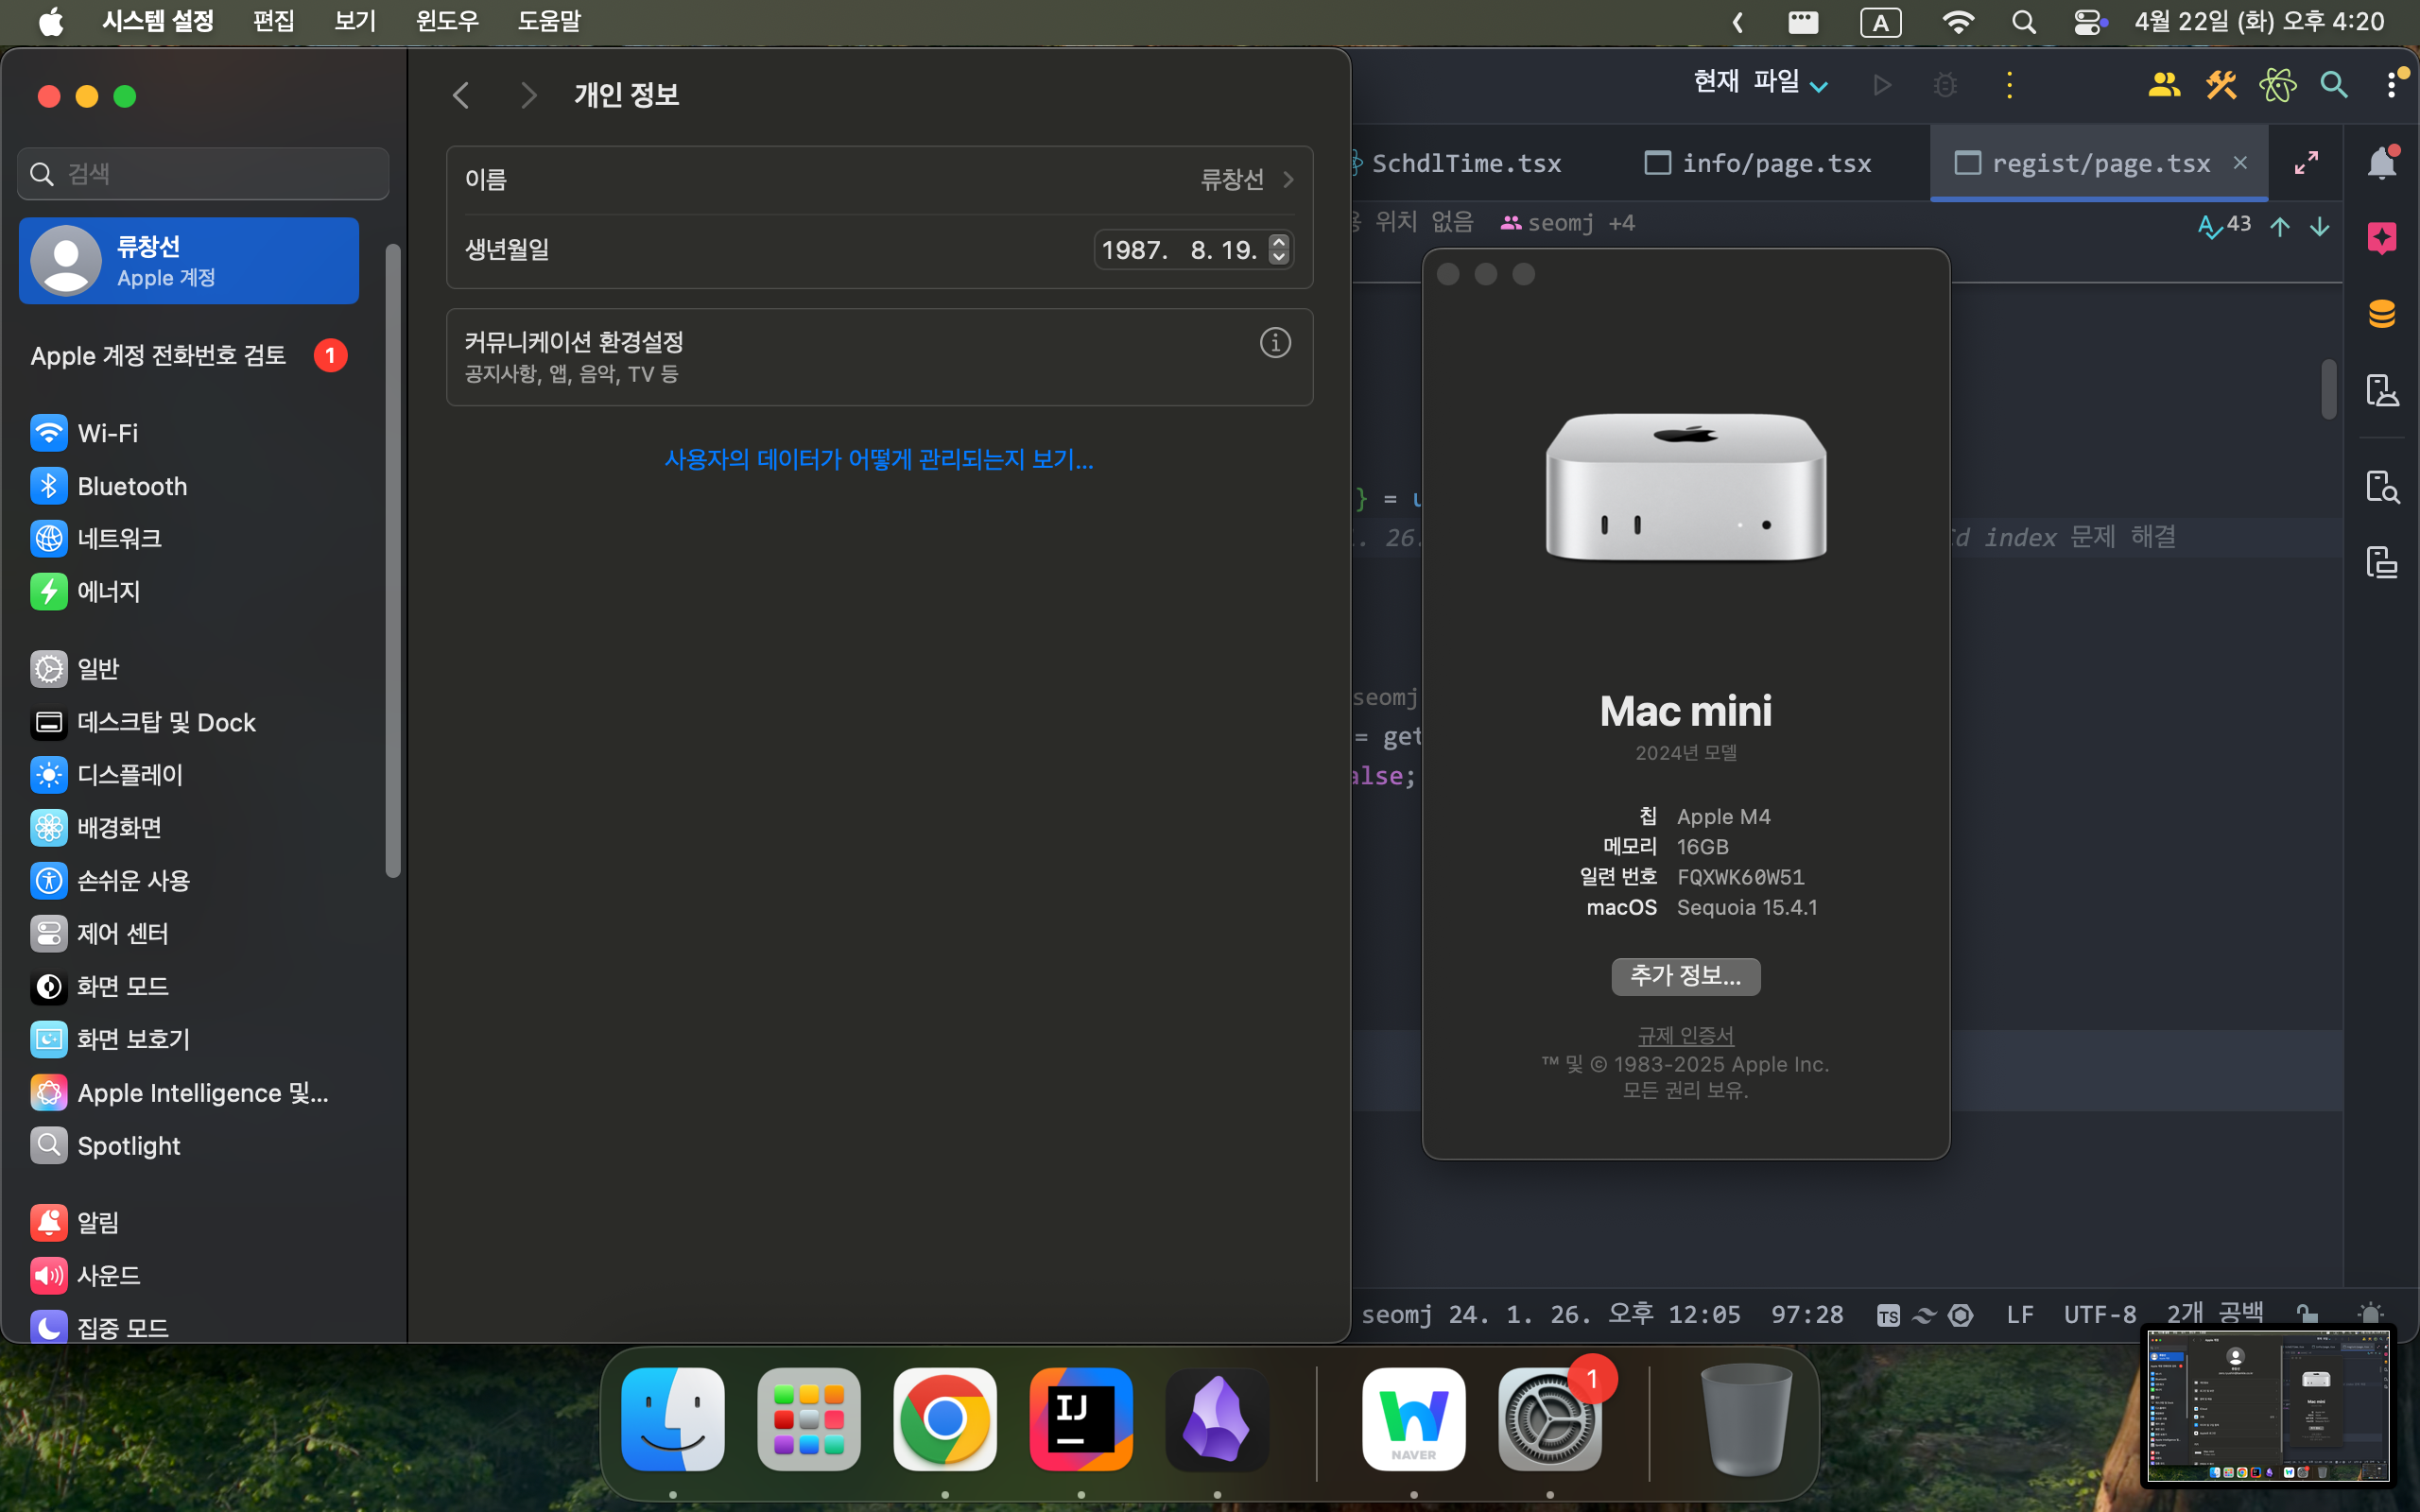 시스템 설정 편집 보기 윈도우 도움말
A 4월 22일 (화) 오후 4:20
검색
류창선
Apple 계정
Apple 계정 전화번호 검토 1
Wi-Fi
Bluetooth
네트워크
에너지
일반
데스크탑 및 Dock
디스플레이
배경화면
손쉬운 사용
제어 센터
화면 모드
화면 보호기
Apple Intelligence 및...
Spotlight
알림
사운드
집중 모드
개인 정보
이름 류창선
생년월일 1987. 8. 19.
커뮤니케이션 환경설정
공지사항, 앱, 음악, TV 등
사용자의 데이터가 어떻게 관리되는지 보기...
현재 파일
SchdlTime.tsx info/page.tsx regist/page.tsx
위치 없음 seomj +4
43
} =
. 26. d index 문제 해결
seomj
= get
alse;
Mac mini
2024년 모델
칩 Apple M4
메모리 16GB
일련 번호 FQXWK60W51
macOS Sequoia 15.4.1
추가 정보...
규제 인증서
™ 및 © 1983-2025 Apple Inc.
모든 권리 보유.
seomj 24. 1. 26. 오후 12:05 97:28 TS LF UTF-8 2개 공백
IJ
NAVER
1